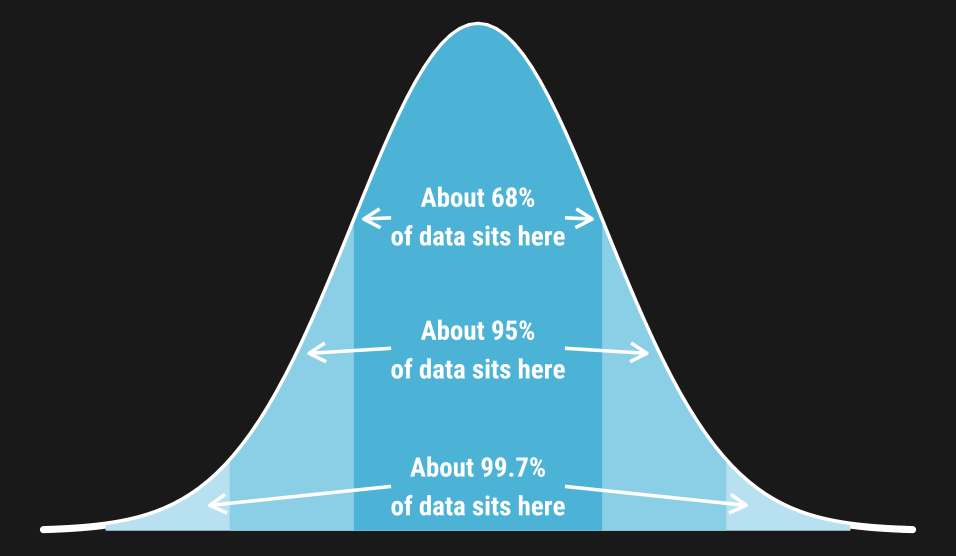 About 68%
of data sits here
About 95%
of data sits here
About 99.7%
of data sits here